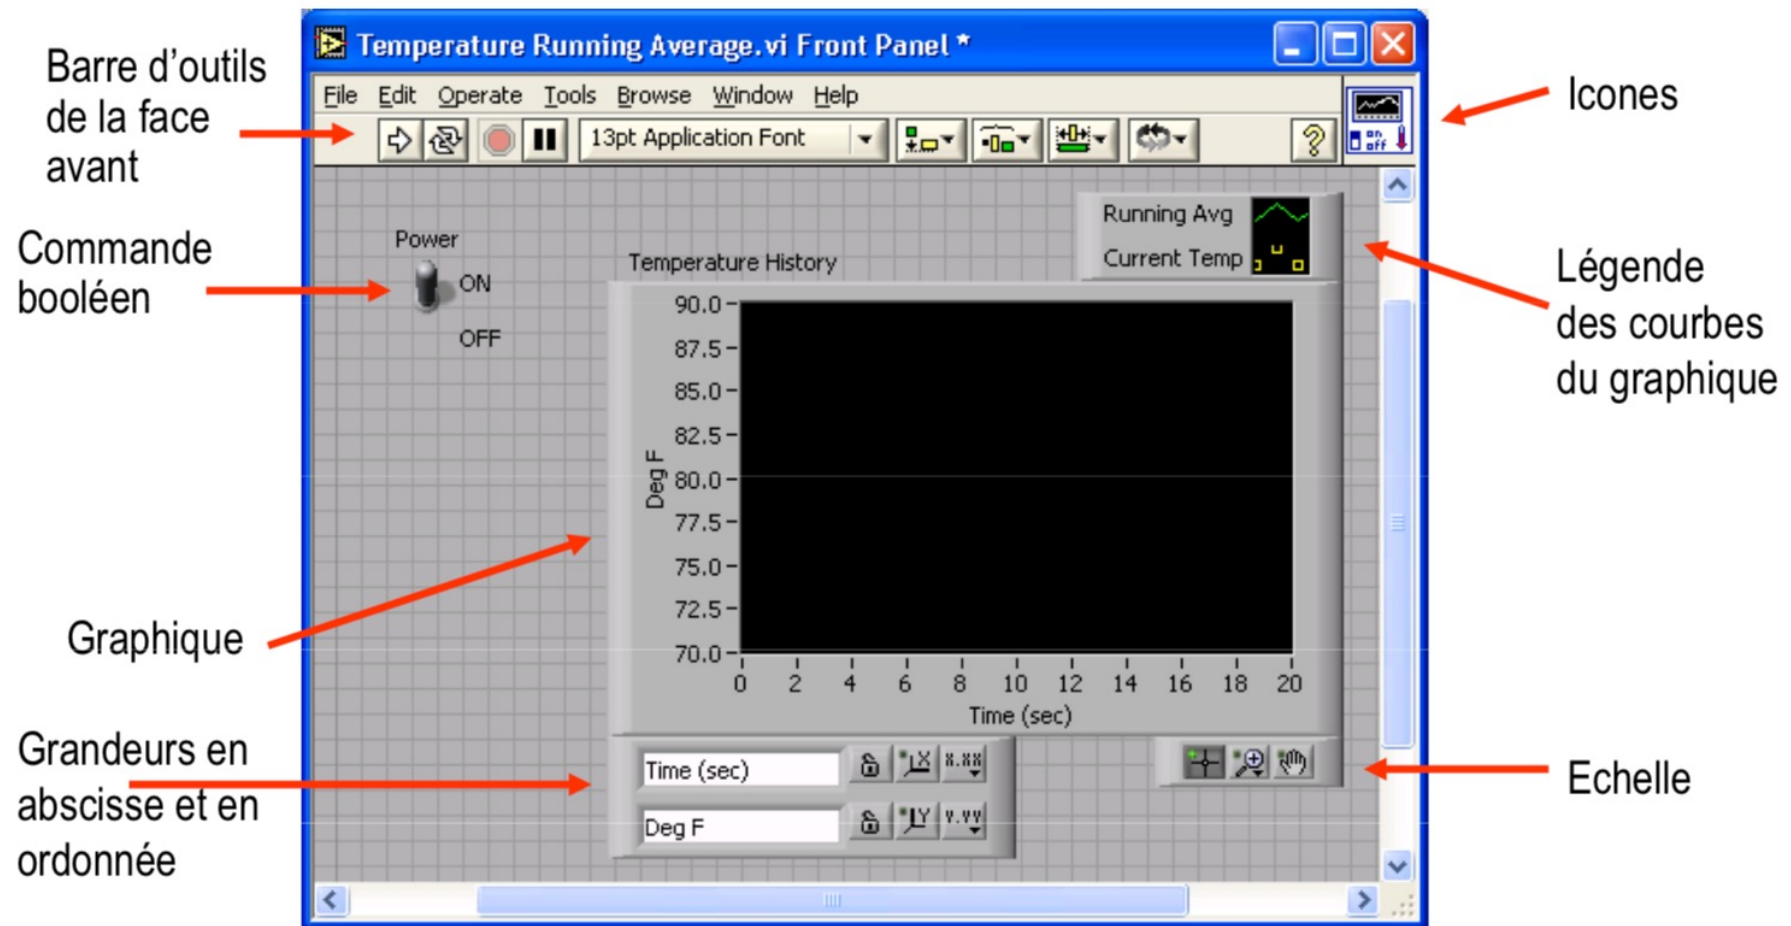 Temperature Running Average.vi Front Panel *
File Edit Operate Tools Browse Window Help
13pt Application Font
?
on
off
Barre d’outils
de la face
avant
Icones
Commande
booléen
Power
ON
OFF
Temperature History
Running Avg
Current Temp
Légende
des courbes
du graphique
90.0
87.5
85.0
82.5
80.0
77.5
75.0
72.5
70.0
Deg F
0 2 4 6 8 10 12 14 16 18 20
Time (sec)
Graphique
Grandeurs en
abscisse et en
ordonnée
Time (sec) X X.XX
Deg F Y Y.YY
Echelle